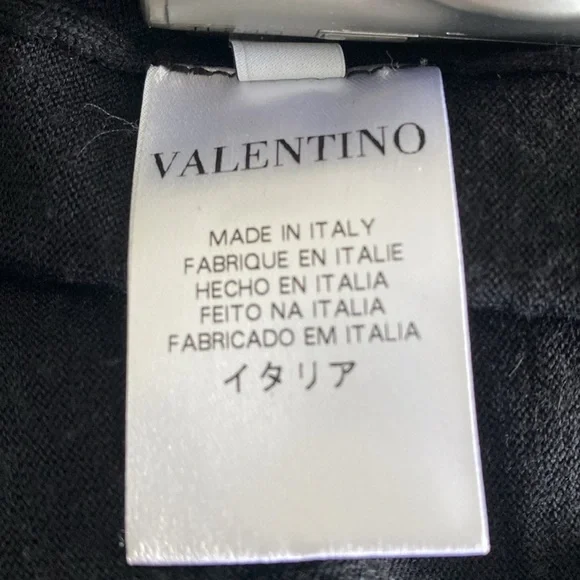 VALENTINO
MADE IN ITALY
FABRIQUE EN ITALIE
HECHO EN ITALIA
FEITO NA ITALIA
FABRICADO EM ITALIA
イタリア